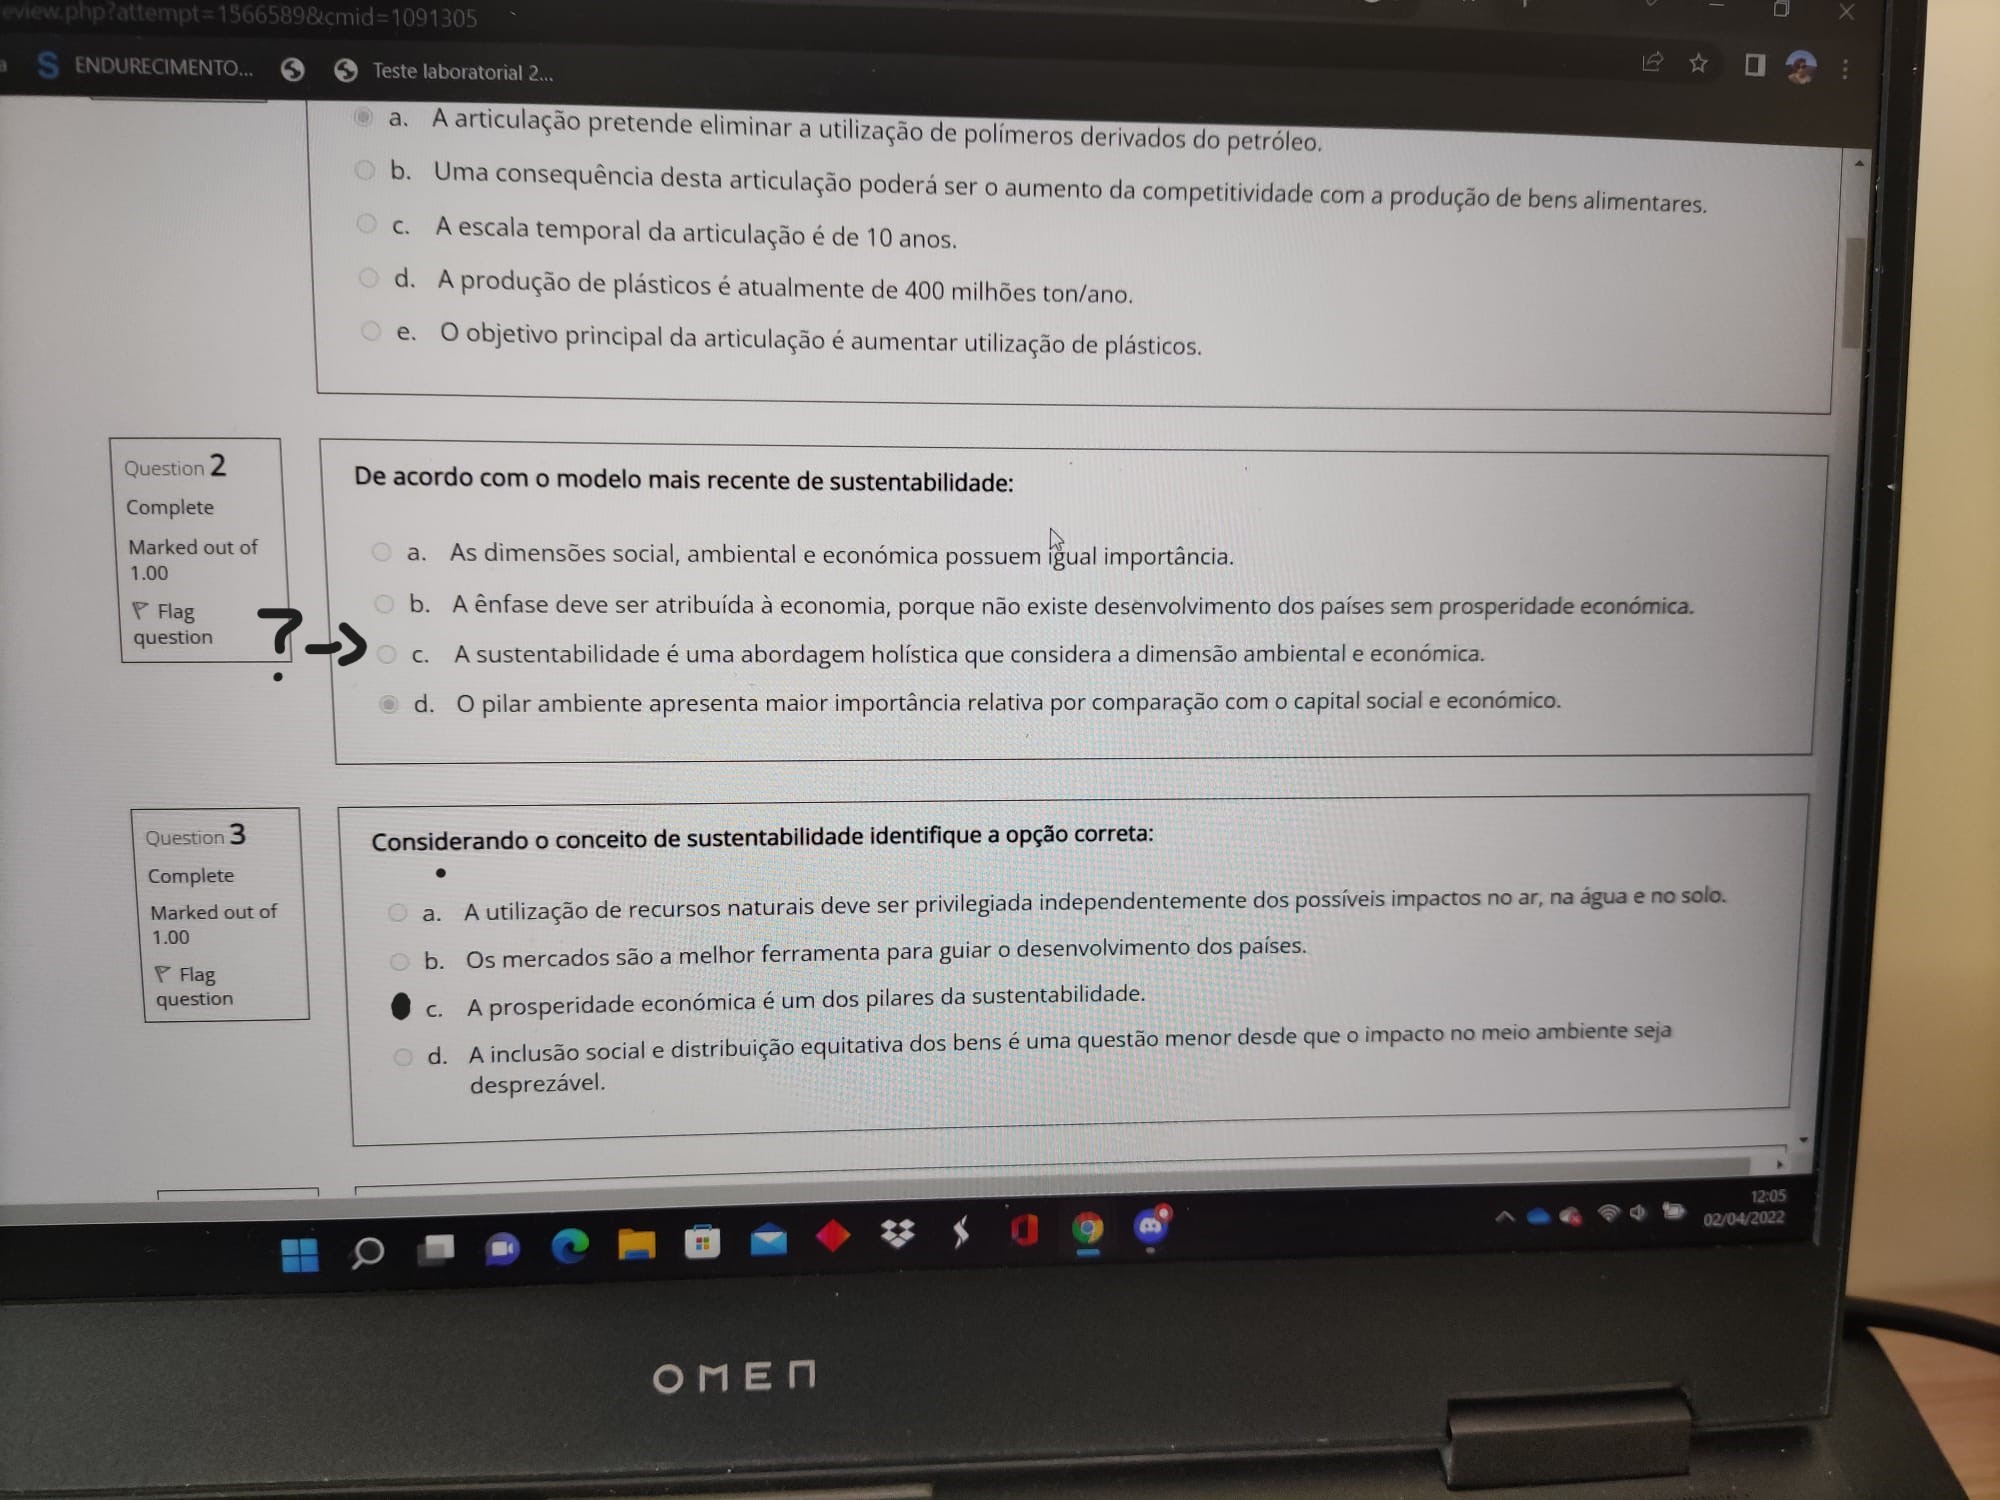 eview.php?attempt=1566589&cmid=1091305
ENDURECIMENTO...
Teste laboratorial 2...
a. A articulação pretende eliminar a utilização de polímeros derivados do petróleo.
b. Uma consequência desta articulação poderá ser o aumento da competitividade com a produção de bens alimentares.
c. A escala temporal da articulação é de 10 anos.
d. A produção de plásticos é atualmente de 400 milhões ton/ano.
e. O objetivo principal da articulação é aumentar utilização de plásticos.
Question 2
Complete
Marked out of
1.00
Flag
question
?->
De acordo com o modelo mais recente de sustentabilidade:
a. As dimensões social, ambiental e económica possuem igual importância.
b. A ênfase deve ser atribuída à economia, porque não existe desenvolvimento dos países sem prosperidade económica.
c. A sustentabilidade é uma abordagem holística que considera a dimensão ambiental e económica.
d. O pilar ambiente apresenta maior importância relativa por comparação com o capital social e económico.
Question 3
Complete
Marked out of
1.00
Flag
question
Considerando o conceito de sustentabilidade identifique a opção correta:
a. A utilização de recursos naturais deve ser privilegiada independentemente dos possíveis impactos no ar, na água e no solo.
b. Os mercados são a melhor ferramenta para guiar o desenvolvimento dos países.
c. A prosperidade económica é um dos pilares da sustentabilidade.
d. A inclusão social e distribuição equitativa dos bens é uma questão menor desde que o impacto no meio ambiente seja
desprezável.
12:05
02/04/2022
OMEN